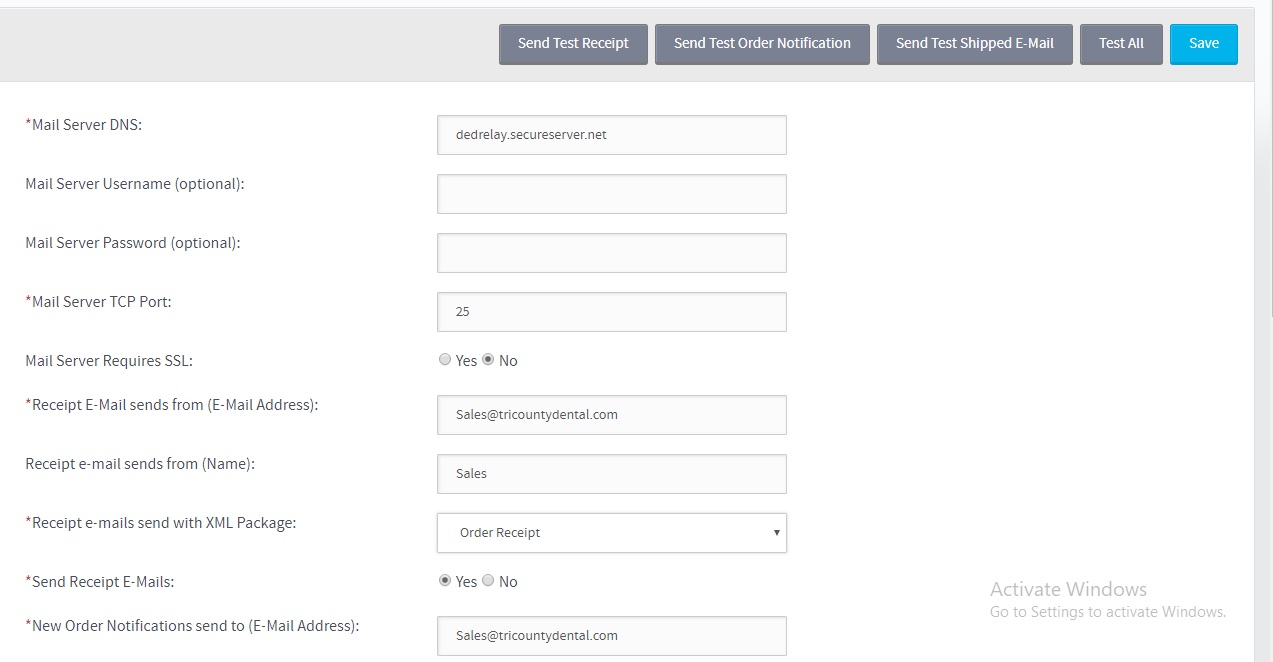 Send Test Receipt Send Test Order Notification Send Test Shipped E-Mail Test All Save
*Mail Server DNS: dedrelay.secureserver.net
Mail Server Username (optional):
Mail Server Password (optional):
*Mail Server TCP Port: 25
Mail Server Requires SSL: Yes No
*Receipt E-Mail sends from (E-Mail Address): Sales@tricountydental.com
Receipt e-mail sends from (Name): Sales
*Receipt e-mails send with XML Package: Order Receipt
*Send Receipt E-Mails: Yes No
Activate Windows
Go to Settings to activate Windows.
*New Order Notifications send to (E-Mail Address): Sales@tricountydental.com